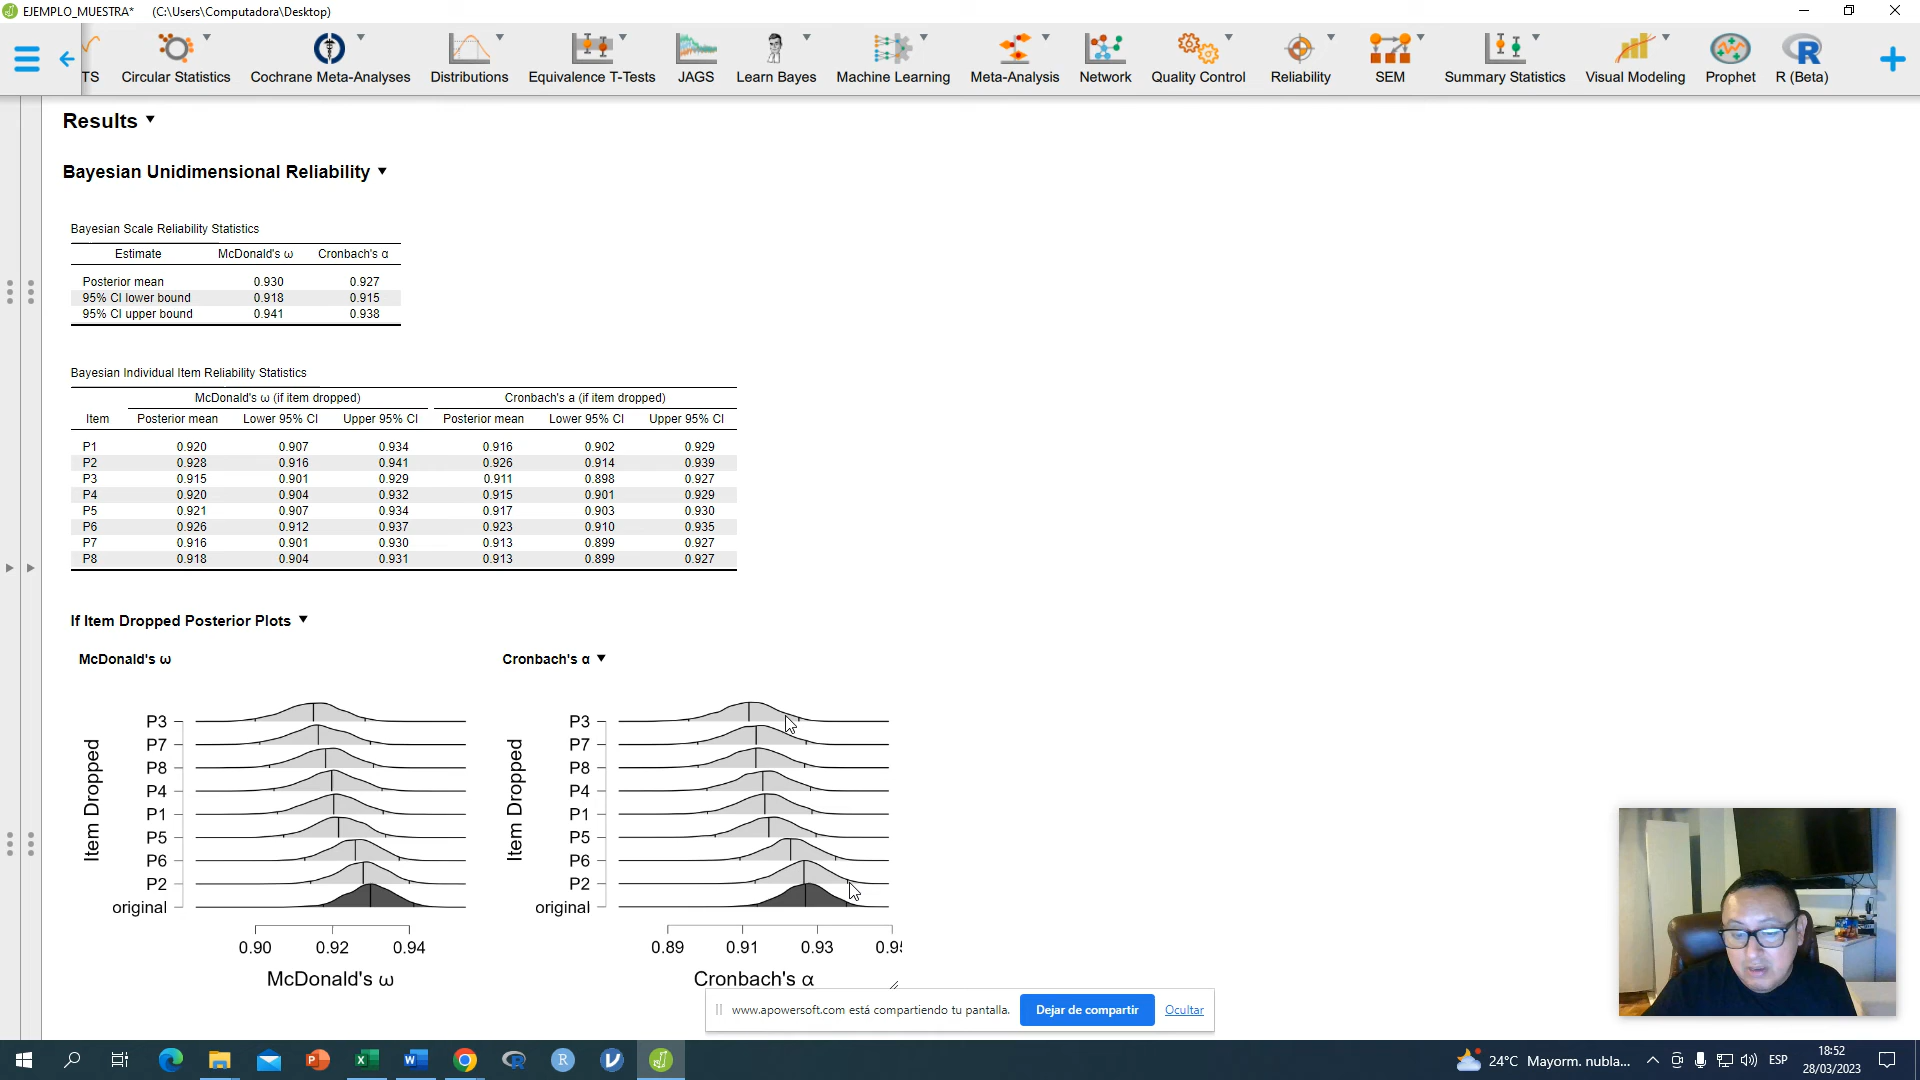 EJEMPLO_MUESTRA* (C:\Users\Computadora\Desktop)
TS Circular Statistics Cochrane Meta-Analyses Distributions Equivalence T-Tests JAGS Learn Bayes Machine Learning Meta-Analysis Network Quality Control Reliability SEM Summary Statistics Visual Modeling Prophet R (Beta)
Results
Bayesian Unidimensional Reliability
Bayesian Scale Reliability Statistics
Estimate McDonald's ω Cronbach's α
Posterior mean 0.930 0.927
95% CI lower bound 0.918 0.915
95% CI upper bound 0.941 0.938
Bayesian Individual Item Reliability Statistics
McDonald's ω (if item dropped) Cronbach's a (if item dropped)
Item Posterior mean Lower 95% CI Upper 95% CI Posterior mean Lower 95% CI Upper 95% CI
P1 0.920 0.907 0.934 0.916 0.902 0.929
P2 0.928 0.916 0.941 0.926 0.914 0.939
P3 0.915 0.901 0.929 0.911 0.898 0.927
P4 0.920 0.904 0.932 0.915 0.901 0.929
P5 0.921 0.907 0.934 0.917 0.903 0.930
P6 0.926 0.912 0.937 0.923 0.910 0.935
P7 0.916 0.901 0.930 0.913 0.899 0.927
P8 0.918 0.904 0.931 0.913 0.899 0.927
If Item Dropped Posterior Plots
McDonald's ω
Item Dropped
P3
P7
P8
P4
P1
P5
P6
P2
original
0.90 0.92 0.94
McDonald's ω
Cronbach's α
Item Dropped
P3
P7
P8
P4
P1
P5
P6
P2
original
0.89 0.91 0.93
Cronbach's α
www.apowersoft.com está compartiendo tu pantalla. Dejar de compartir Ocultar
24°C Mayorm. nubla... ESP
18:52
28/03/2023